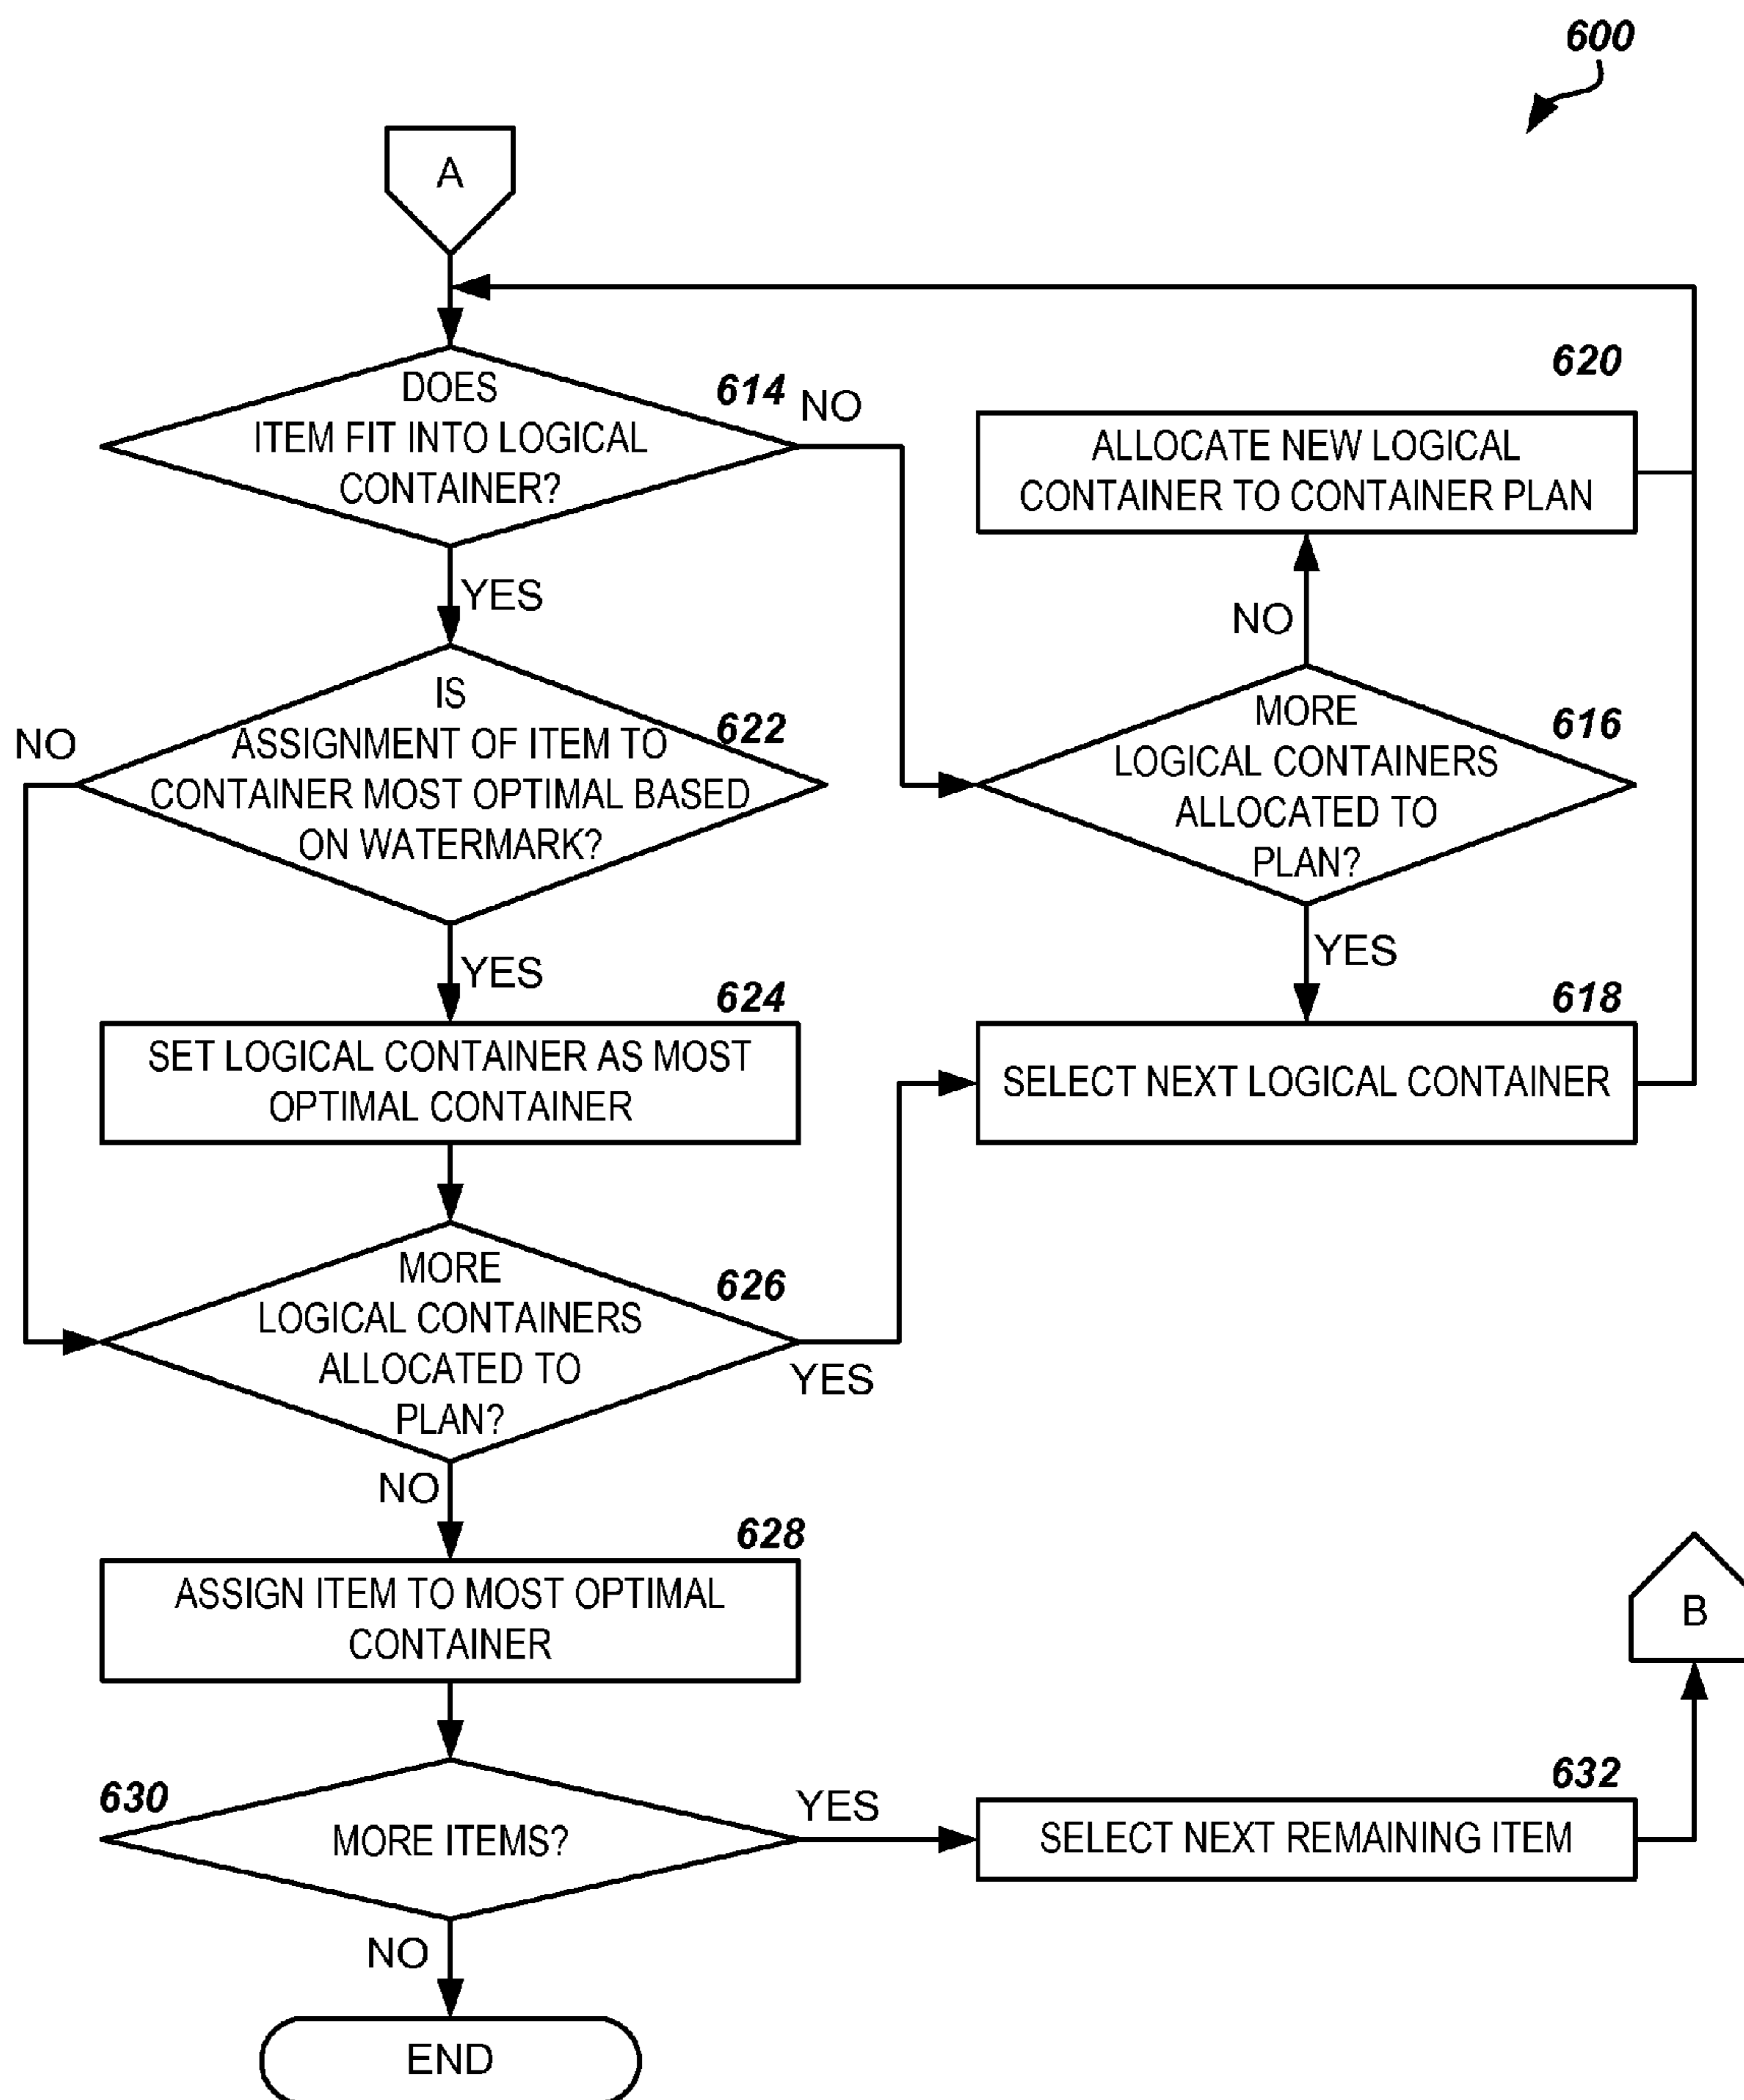 600
A
DOES
ITEM FIT INTO LOGICAL
CONTAINER?
614
NO
YES
620
ALLOCATE NEW LOGICAL
CONTAINER TO CONTAINER PLAN
NO
IS
ASSIGNMENT OF ITEM TO
CONTAINER MOST OPTIMAL BASED
ON WATERMARK?
622
NO
YES
MORE
LOGICAL CONTAINERS
ALLOCATED TO
PLAN?
616
YES
624
SET LOGICAL CONTAINER AS MOST
OPTIMAL CONTAINER
618
SELECT NEXT LOGICAL CONTAINER
MORE
LOGICAL CONTAINERS
ALLOCATED TO
PLAN?
626
YES
NO
628
ASSIGN ITEM TO MOST OPTIMAL
CONTAINER
B
630
MORE ITEMS?
YES
632
SELECT NEXT REMAINING ITEM
NO
END